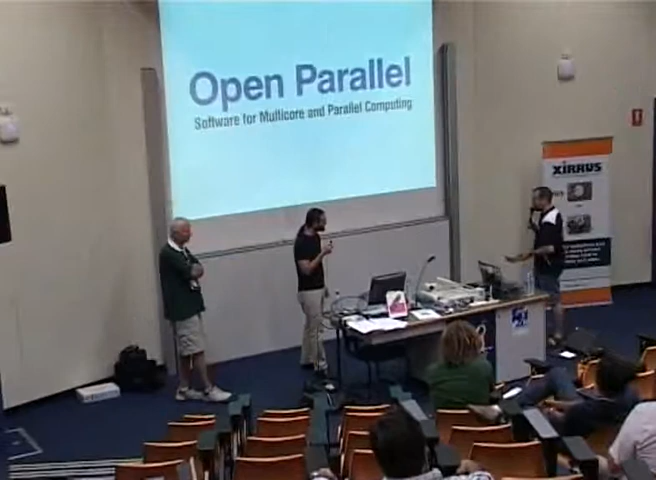 Open Parallel
Software for Multicore and Parallel Computing
XIRRUS